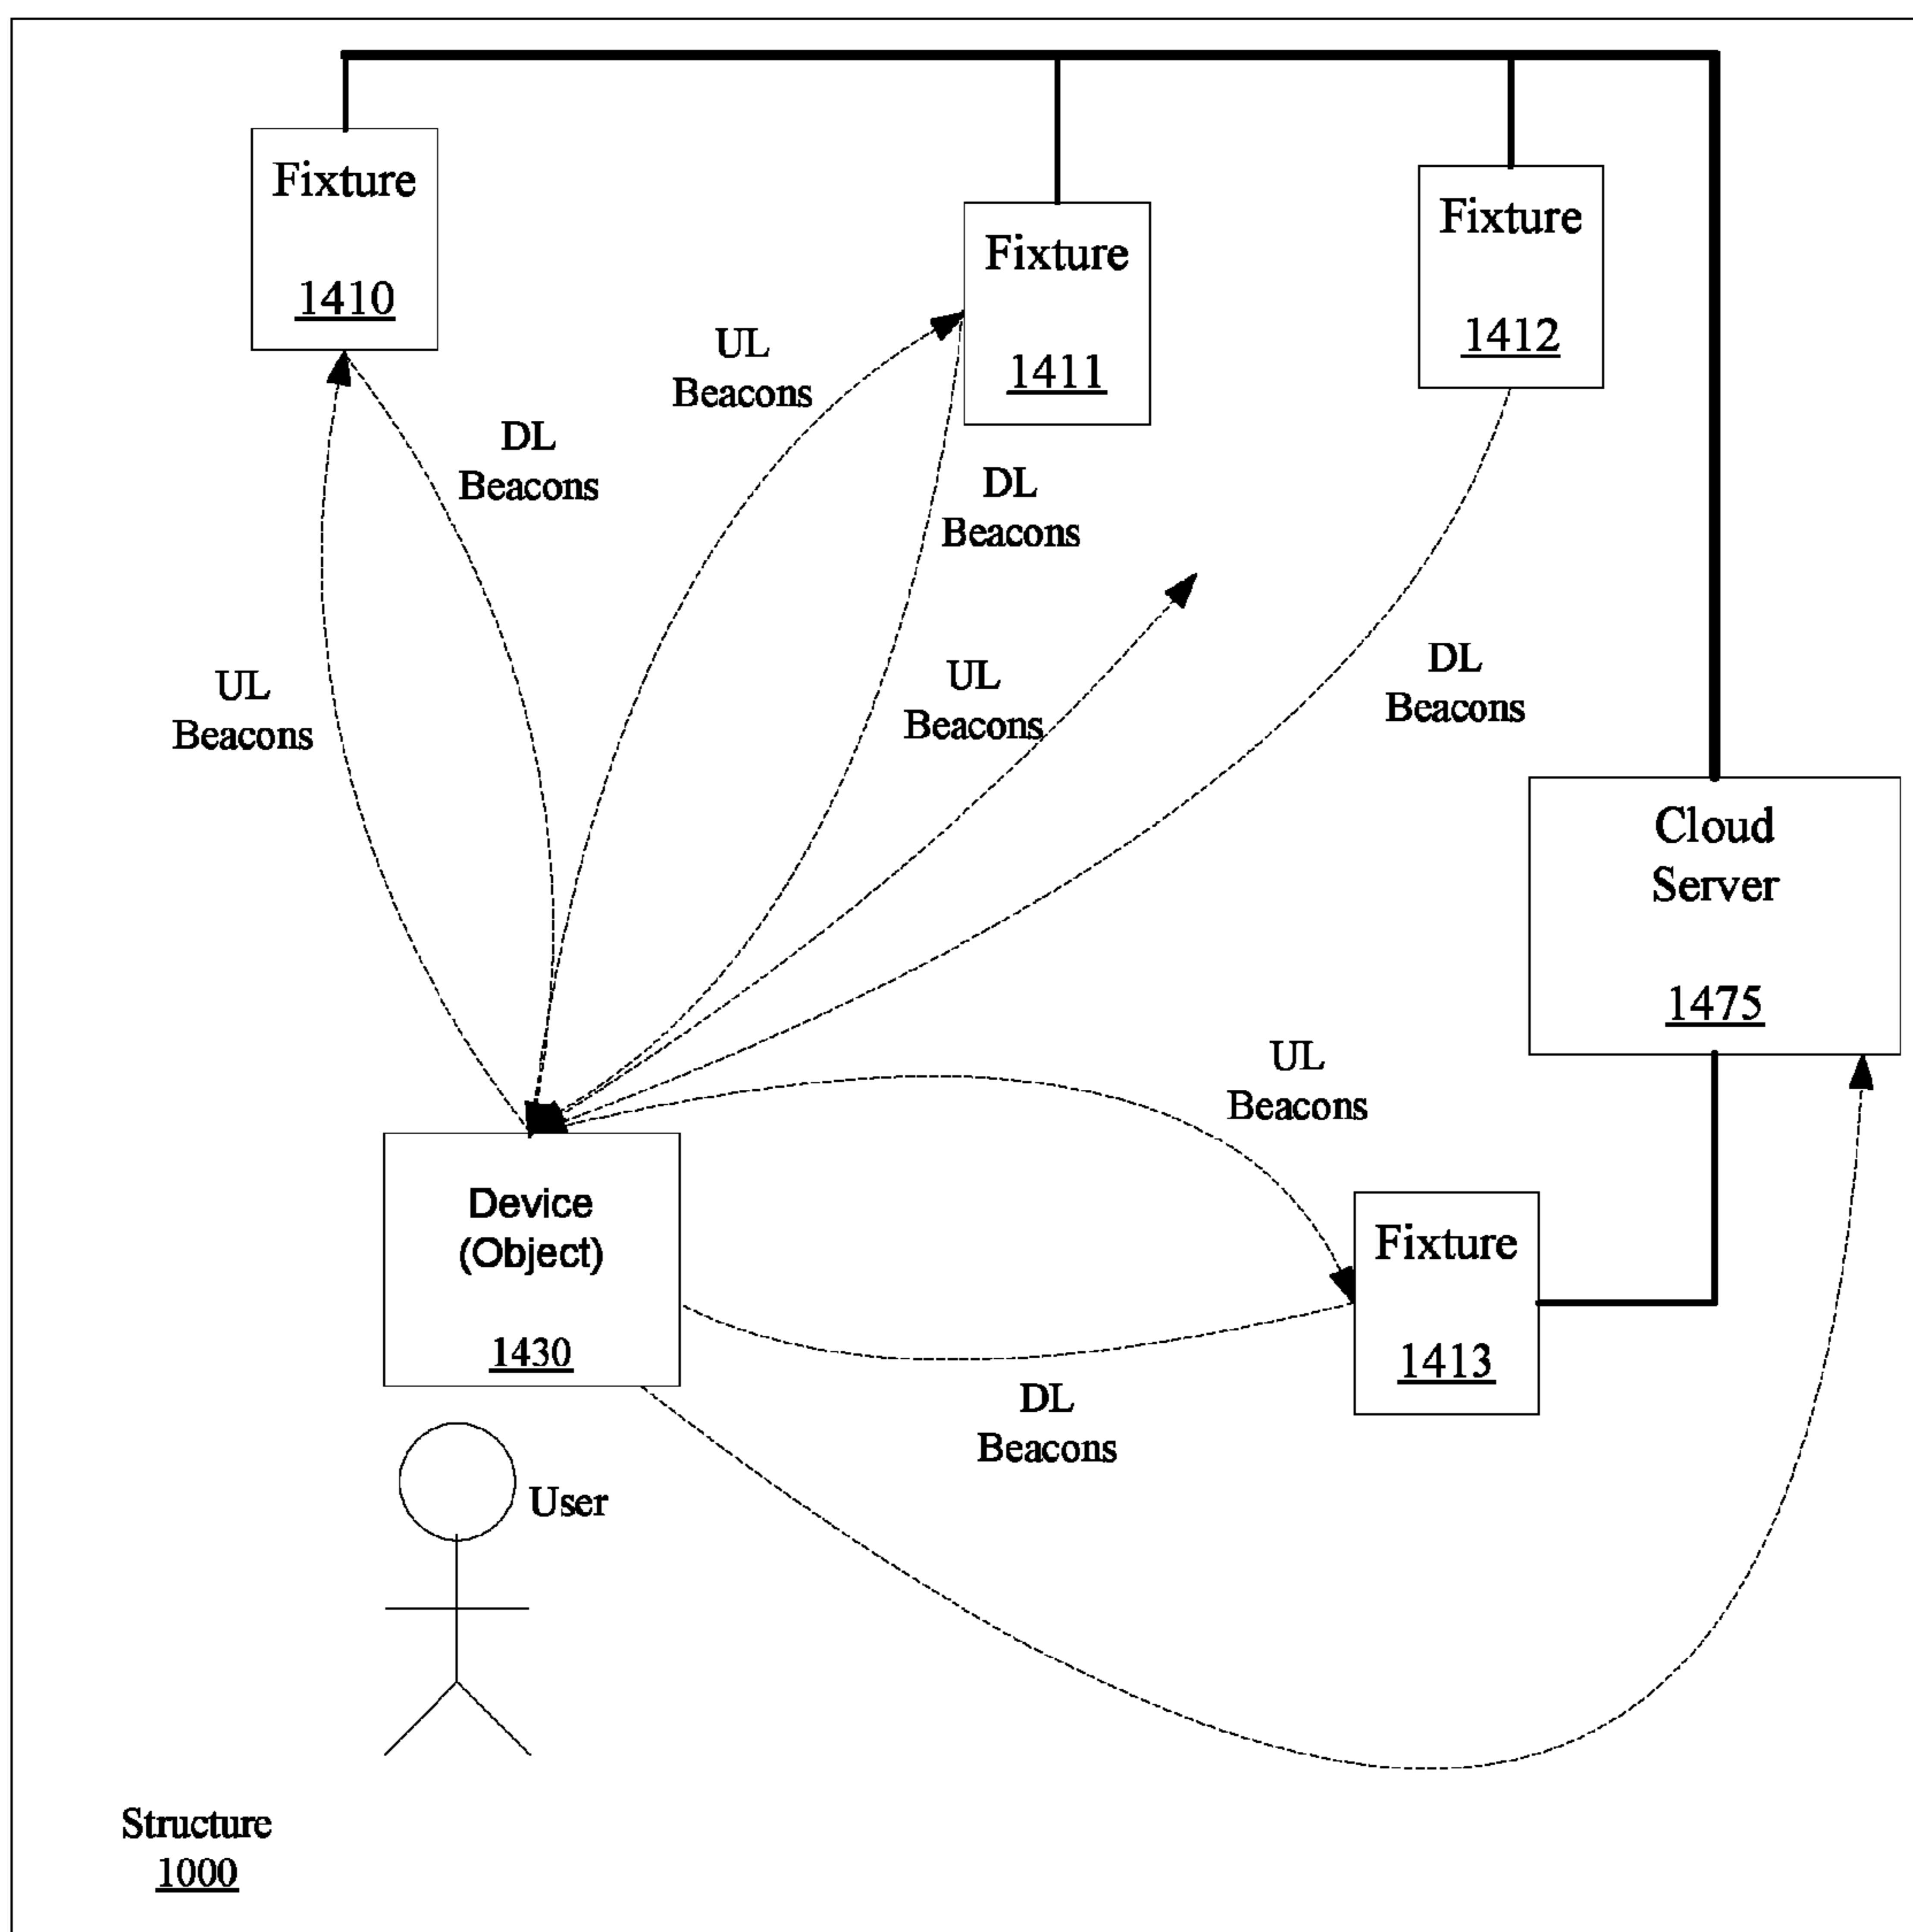 Fixture
1410
Fixture
1411
Fixture
1412
UL
Beacons
DL
Beacons
DL
Beacons
UL
Beacons
UL
Beacons
DL
Beacons
Cloud
Server
1475
UL
Beacons
Device
(Object)
1430
Fixture
1413
DL
Beacons
User
Structure
1000